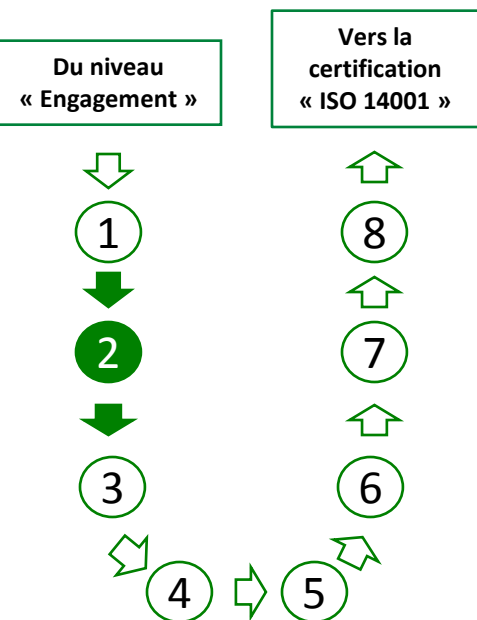 Du niveau
« Engagement »
Vers la
certification
« ISO 14001 »
1
8
2
7
3
6
4
5